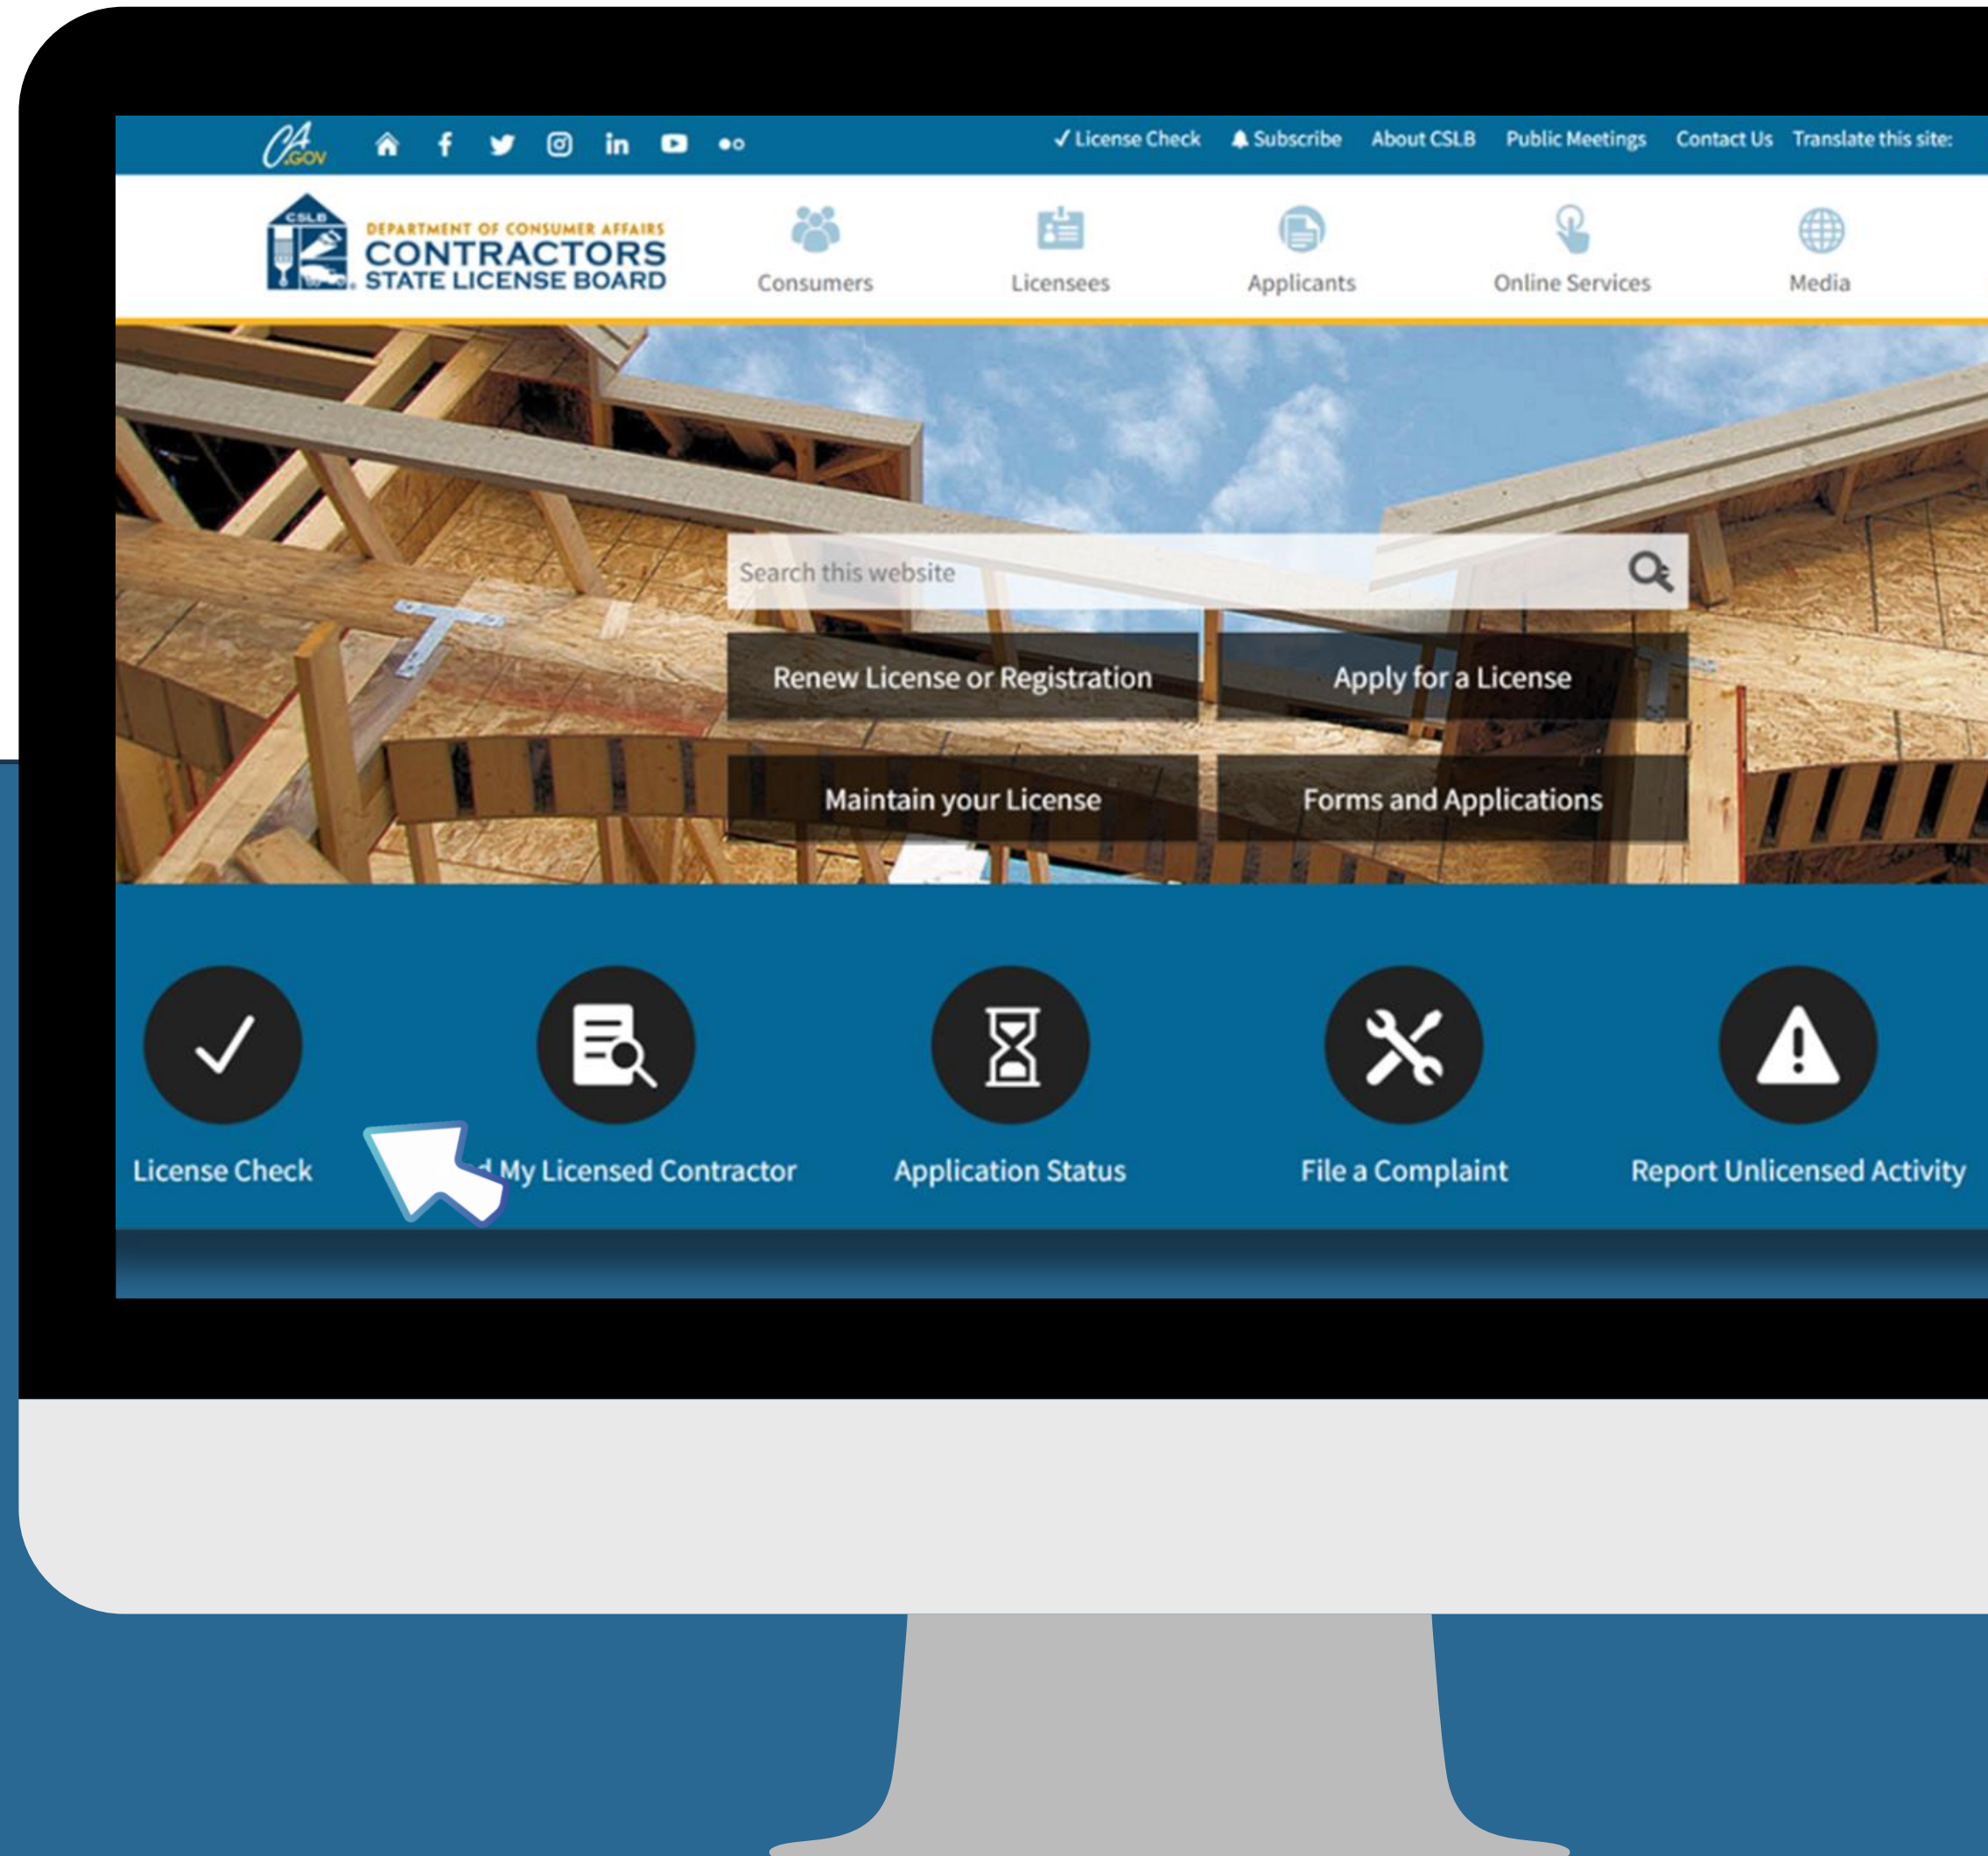 CA.GOV
License Check Subscribe About CSLB Public Meetings Contact Us Translate this site:
CSLB
DEPARTMENT OF CONSUMER AFFAIRS
CONTRACTORS
STATE LICENSE BOARD
Consumers Licensees Applicants Online Services Media
Search this website
Renew License or Registration Apply for a License
Maintain your License Forms and Applications
License Check My Licensed Contractor Application Status File a Complaint Report Unlicensed Activity